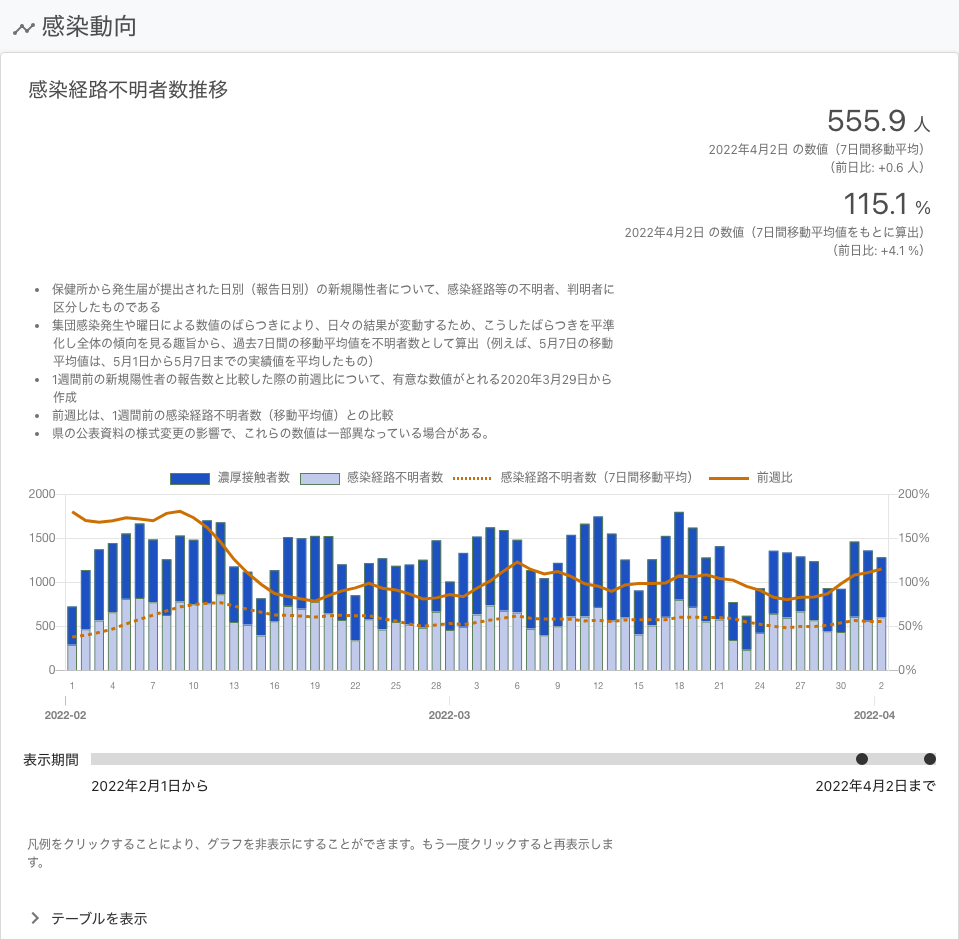 感染動向
感染経路不明者数推移
555.9 人
2022年4月2日 の数値（7日間移動平均）
（前日比: +0.6 人）
115.1 %
2022年4月2日 の数値（7日間移動平均値をもとに算出）
（前日比: +4.1 %）
• 保健所から発生届が提出された日別（報告日別）の新規陽性者について、感染経路等の不明者、判明者に
区分したものである
• 集団感染発生や曜日による数値のばらつきにより、日々の結果が変動するため、こうしたばらつきを平準
化し全体の傾向を見る趣旨から、過去7日間の移動平均値を不明者数として算出（例えば、5月7日の移動
平均値は、5月1日から5月7日までの実績値を平均したもの）
• 1週間前の新規陽性者の報告数と比較した際の前週比について、有意な数値がとれる2020年3月29日から
作成
• 前週比は、1週間前の感染経路不明者数（移動平均値）との比較
• 県の公表資料の様式変更の影響で、これらの数値は一部異なっている場合がある。
濃厚接触者数 感染経路不明者数 感染経路不明者数（7日間移動平均） 前週比
2000 200%
1500 150%
1000 100%
500 50%
0 0%
1 4 7 10 13 16 19 22 25 28 3 6 9 12 15 18 21 24 27 30 2
2022-02 2022-03 2022-04
表示期間
2022年2月1日から 2022年4月2日まで
凡例をクリックすることにより、グラフを非表示にすることができます。もう一度クリックすると再表示しま
す。
テーブルを表示